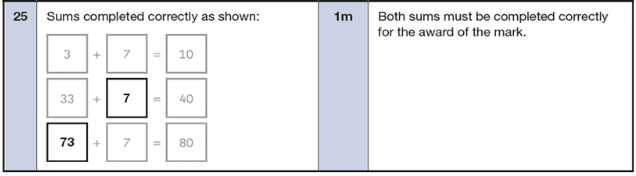 25 Sums completed correctly as shown: 1m Both sums must be completed correctly
for the award of the mark.
3 + 7 = 10
33 + 7 = 40
73 + 7 = 80